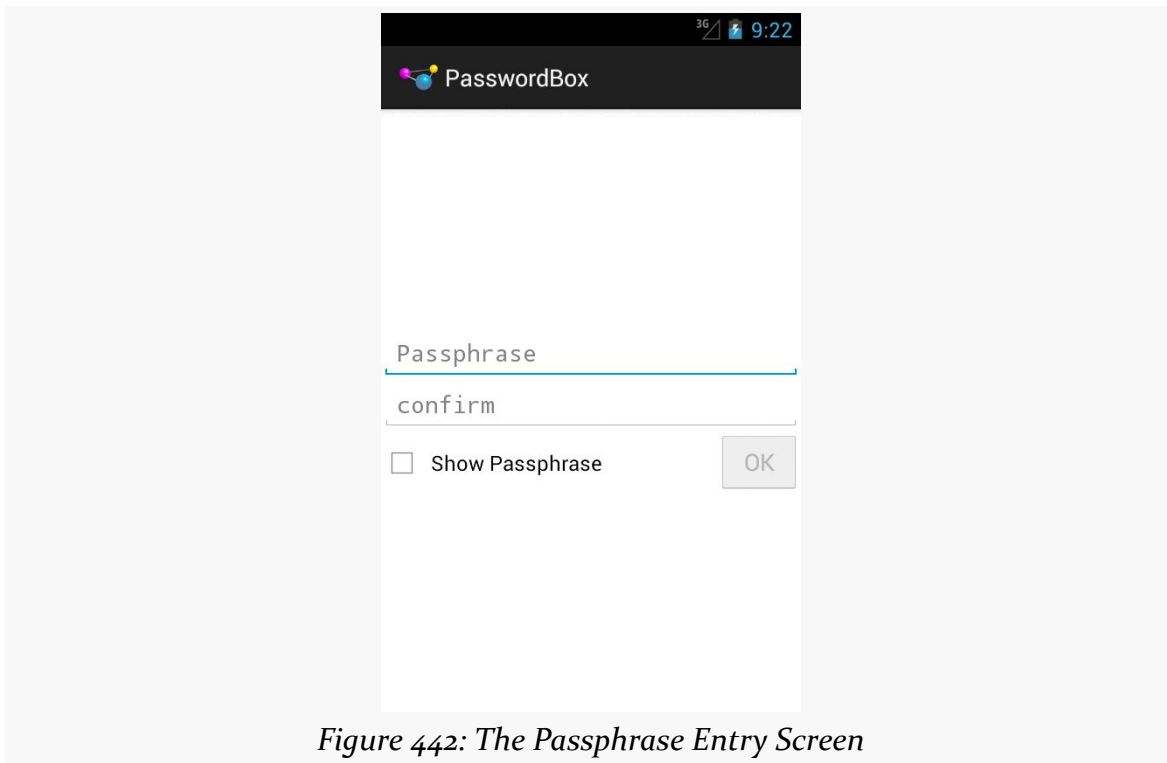 3G 9:22
PasswordBox
Passphrase
confirm
Show Passphrase OK
Figure 442: The Passphrase Entry Screen